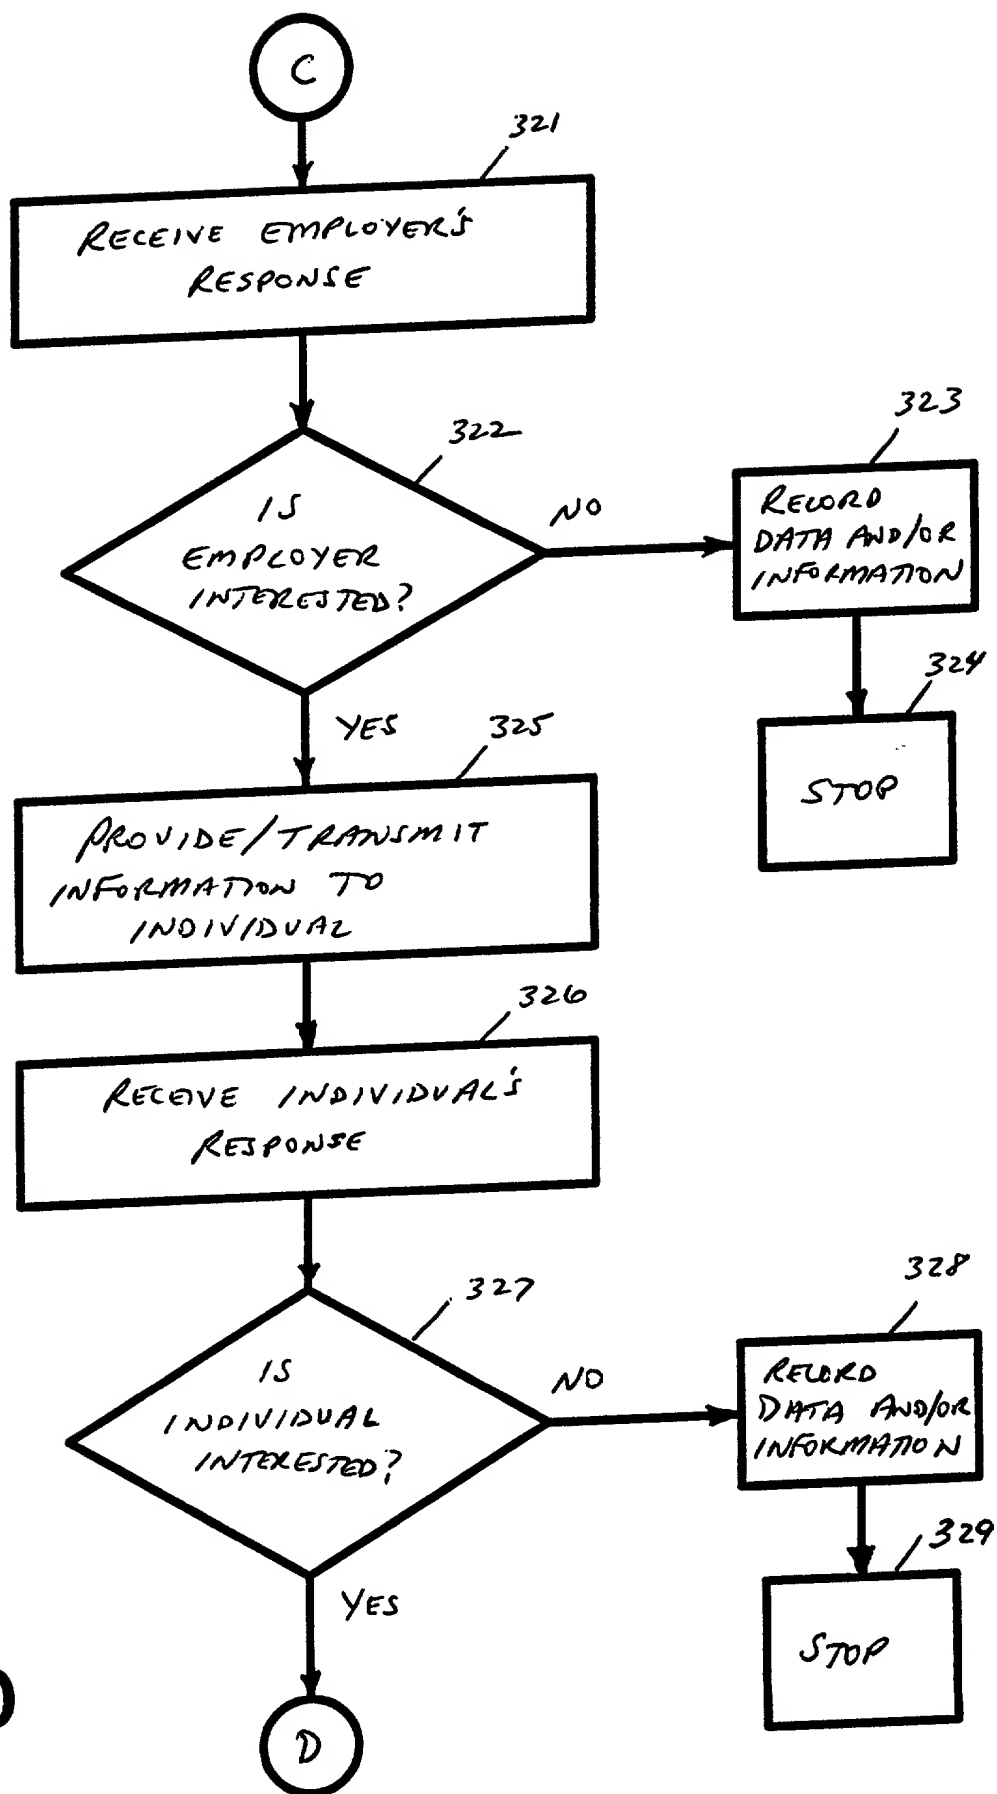 C
321
RECEIVE EMPLOYER'S
RESPONSE
322
IS
EMPLOYER
INTERESTED?
NO
323
RECORD
DATA AND/OR
INFORMATION
324
STOP
YES
325
PROVIDE/TRANSMIT
INFORMATION TO
INDIVIDUAL
326
RECEIVE INDIVIDUAL'S
RESPONSE
327
IS
INDIVIDUAL
INTERESTED?
NO
328
RECORD
DATA AND/OR
INFORMATION
329
STOP
YES
D